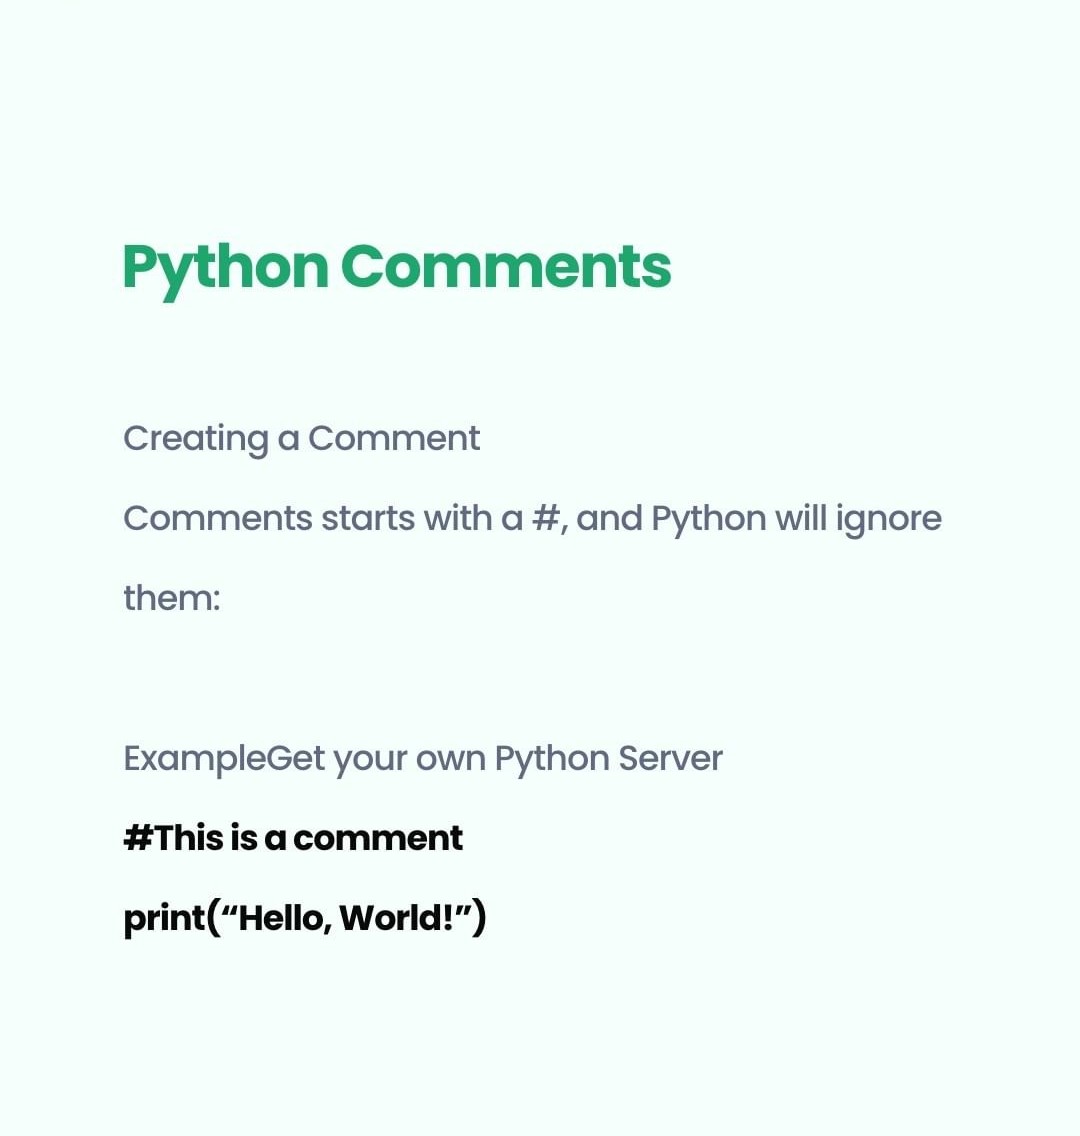 Python Comments
Creating a Comment
Comments starts with a #, and Python will ignore
them:
ExampleGet your own Python Server
#This is a comment
print(“Hello, World!”)